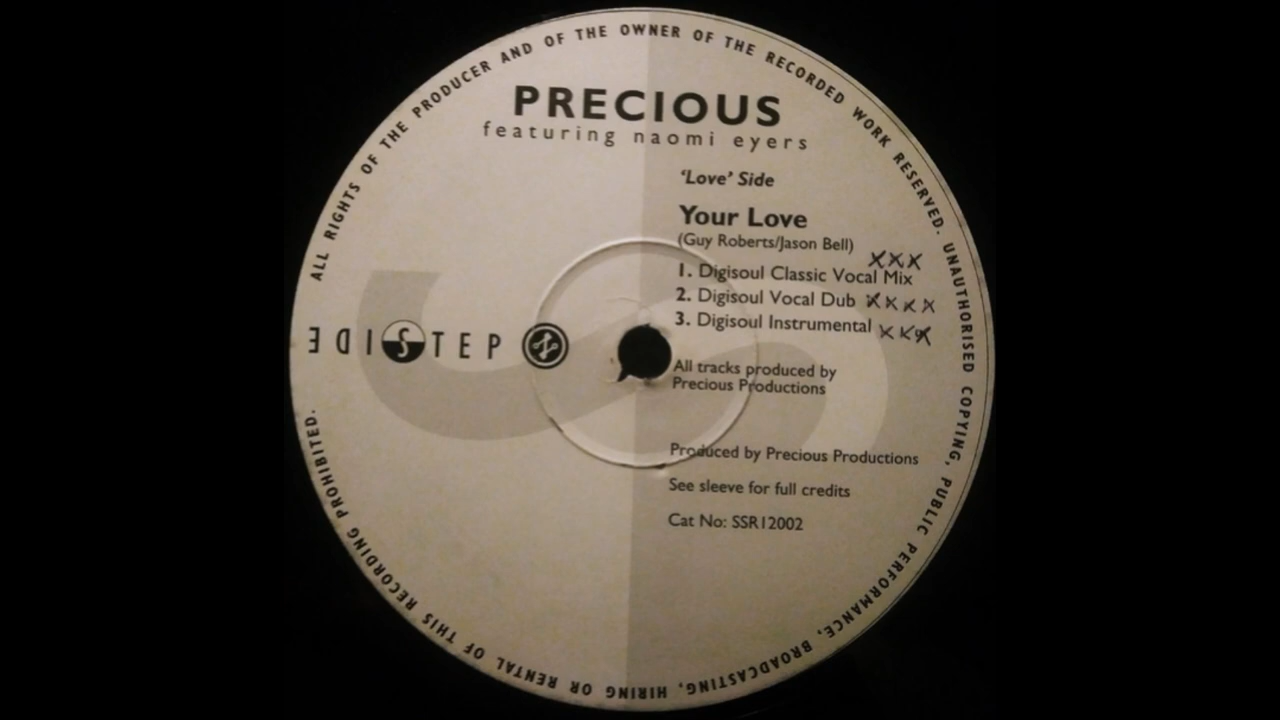 ALL RIGHTS OF THE PRODUCER AND OF THE OWNER OF THE RECORDED WORK RESERVED. UNAUTHORISED COPYING, PUBLIC PERFORMANCE, BROADCASTING, HIRING OR RENTAL OF THIS RECORDING PROHIBITED.
PRECIOUS
featuring naomi eyers
‘Love’ Side
Your Love
(Guy Roberts/Jason Bell)
XXX
1. Digisoul Classic Vocal Mix
2. Digisoul Vocal Dub XXXX
3. Digisoul Instrumental XXX
EDISTEP
All tracks produced by
Precious Productions
Produced by Precious Productions
See sleeve for full credits
Cat No: SSR12002